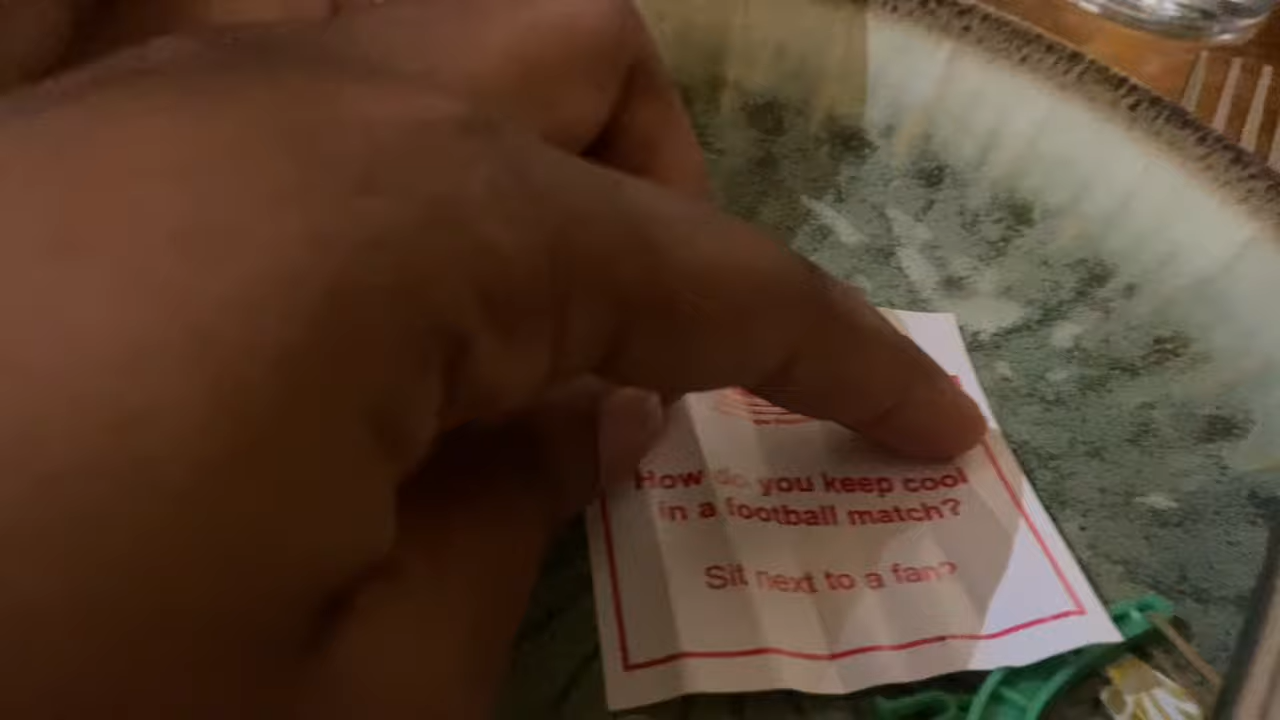 How do you keep cool
in a football match?
Sit next to a fan?